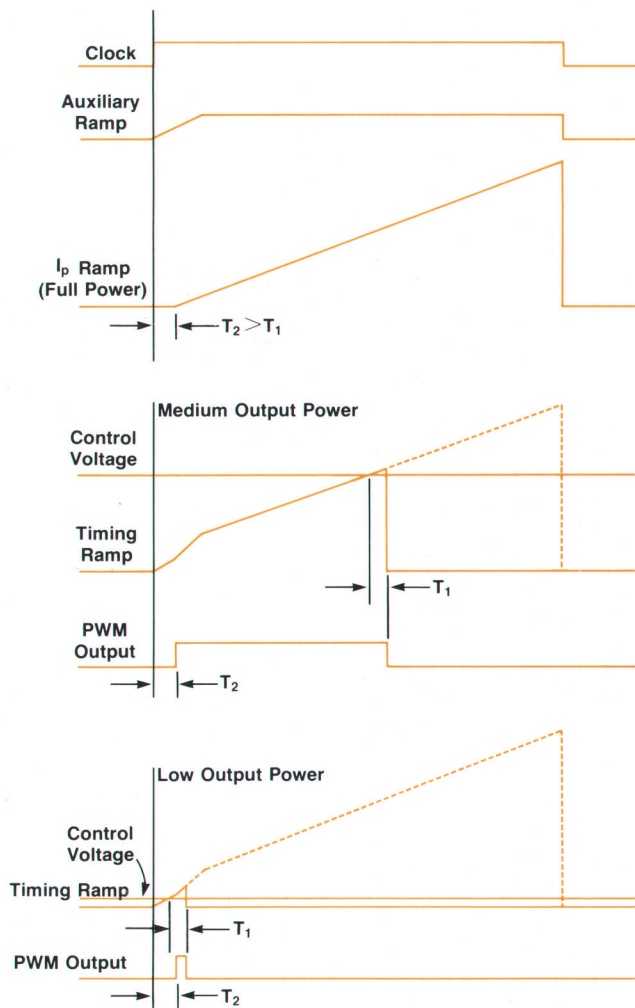 Clock
Auxiliary
Ramp
Ip Ramp
(Full Power)
T2 > T1
Medium Output Power
Control
Voltage
Timing
Ramp
T1
PWM
Output
T2
Low Output Power
Control
Voltage
Timing Ramp
T1
PWM Output
T2